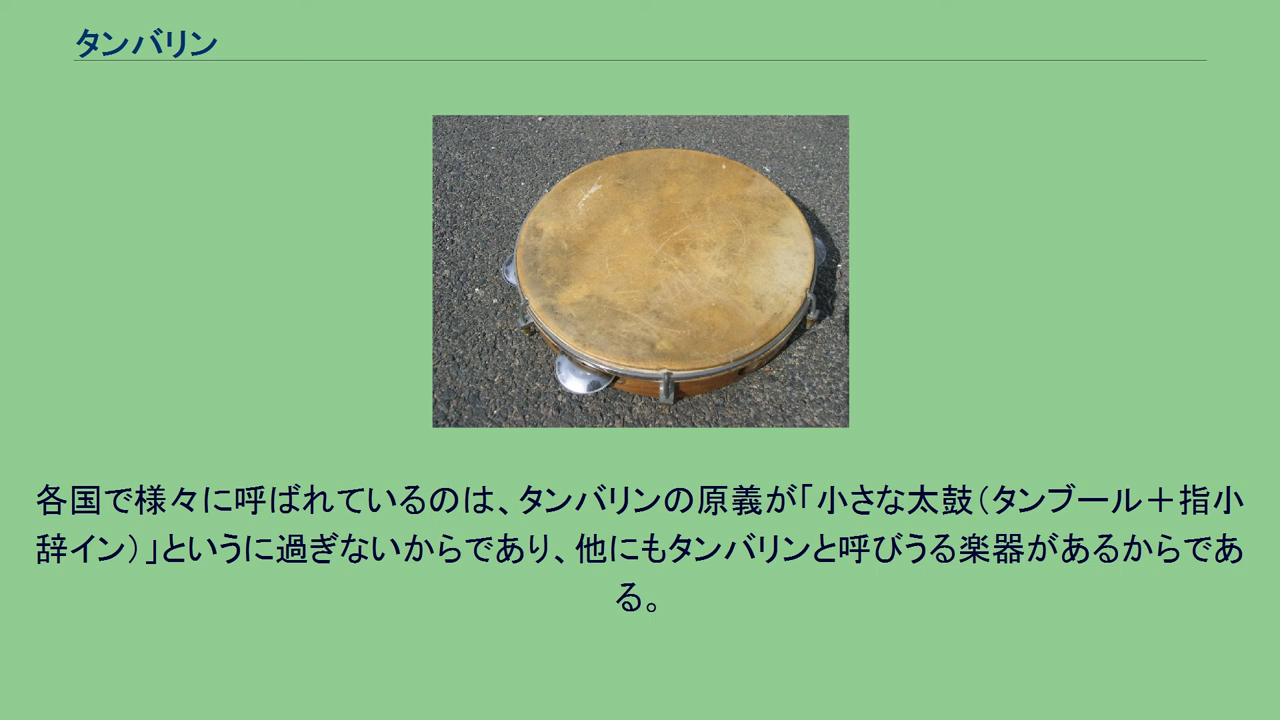 タンバリン
各国で様々に呼ばれているのは、タンバリンの原義が「小さな太鼓（タンブール＋指小
辞イン）」というに過ぎないからであり、他にもタンバリンと呼びうる楽器があるからであ
る。